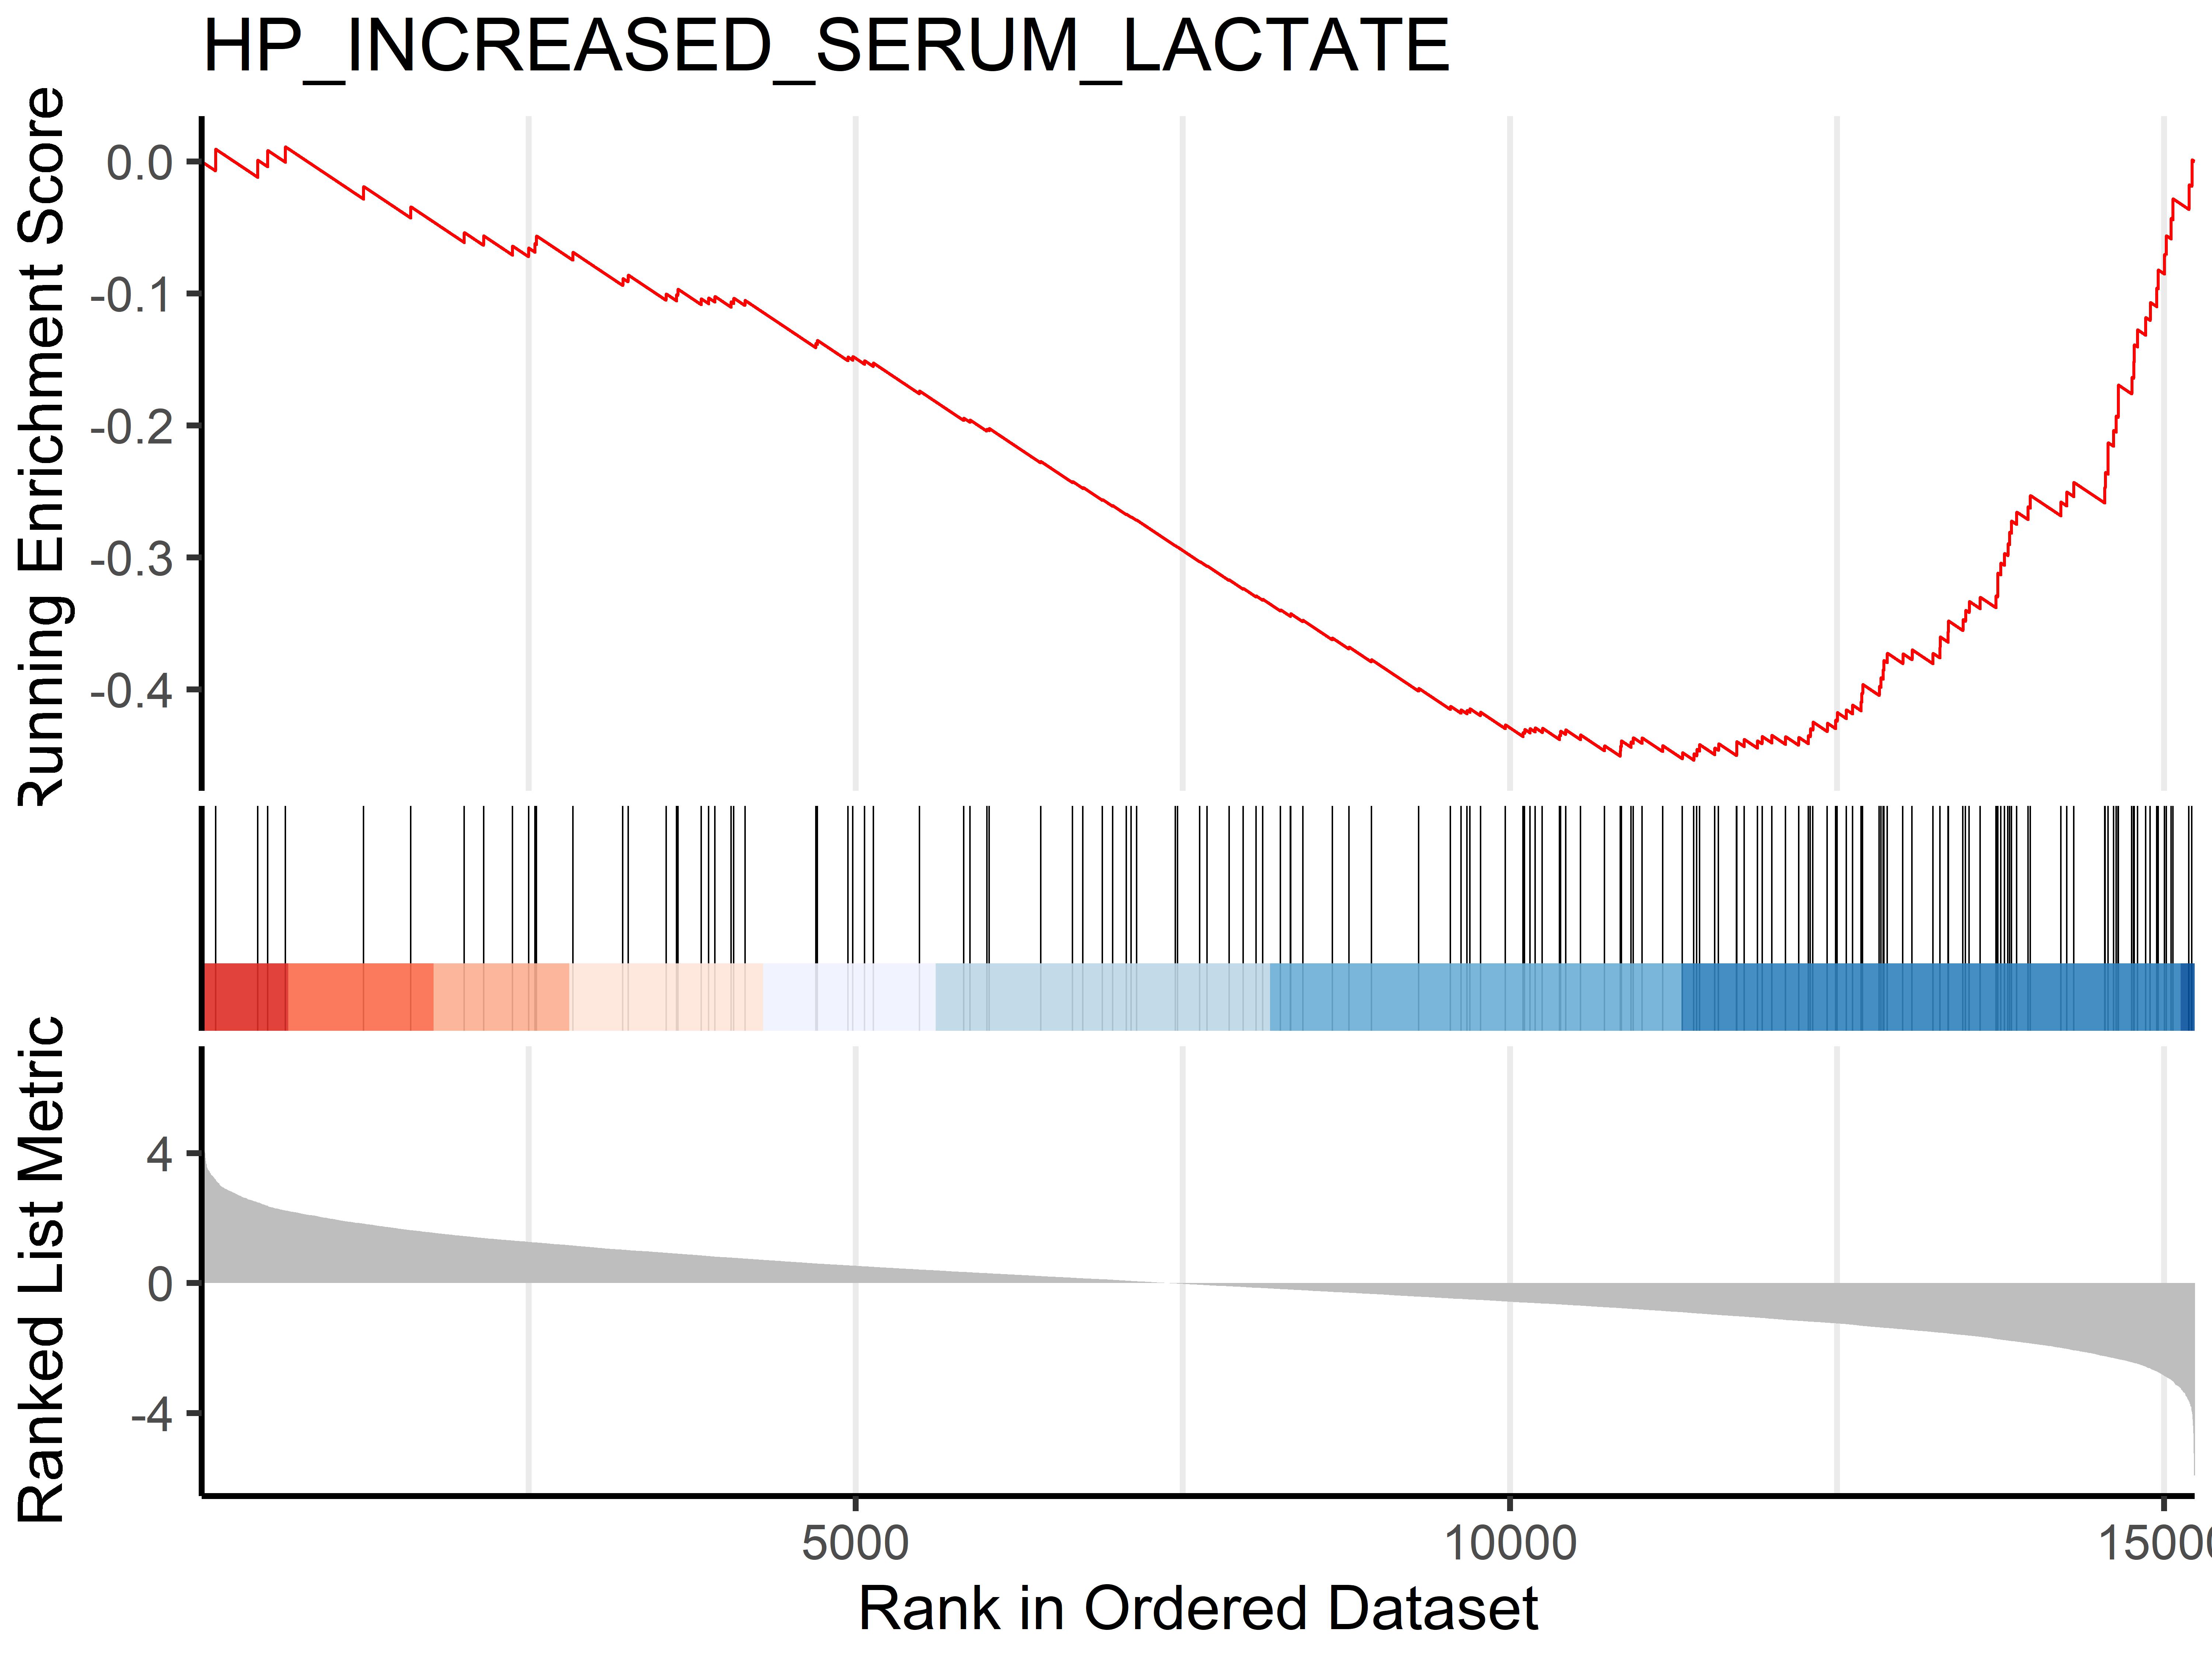 HP_INCREASED_SERUM_LACTATE
Running Enrichment Score
0.0
-0.1
-0.2
-0.3
-0.4
Ranked List Metric
4
0
-4
5000
10000
15000
Rank in Ordered Dataset